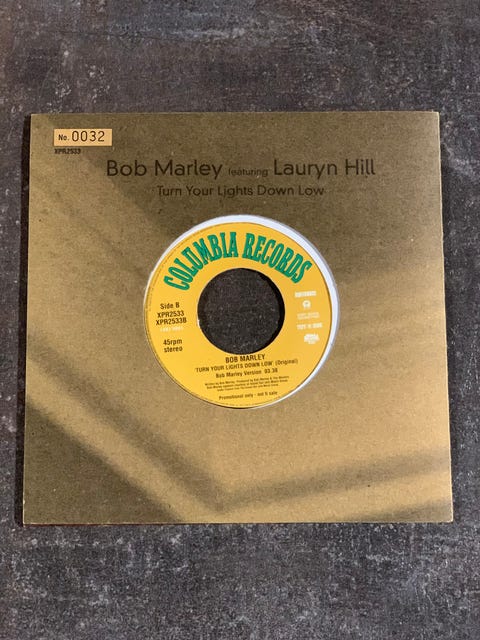 No. 0032
XPR2533
Bob Marley featuring Lauryn Hill
Turn Your Lights Down Low
COLUMBIA RECORDS
Side B
XPR2533
XPR2533B
45rpm
stereo
BOB MARLEY
'TURN YOUR LIGHTS DOWN LOW' (Original)
Bob Marley Version 03.38
Promotional only - not 4 sale